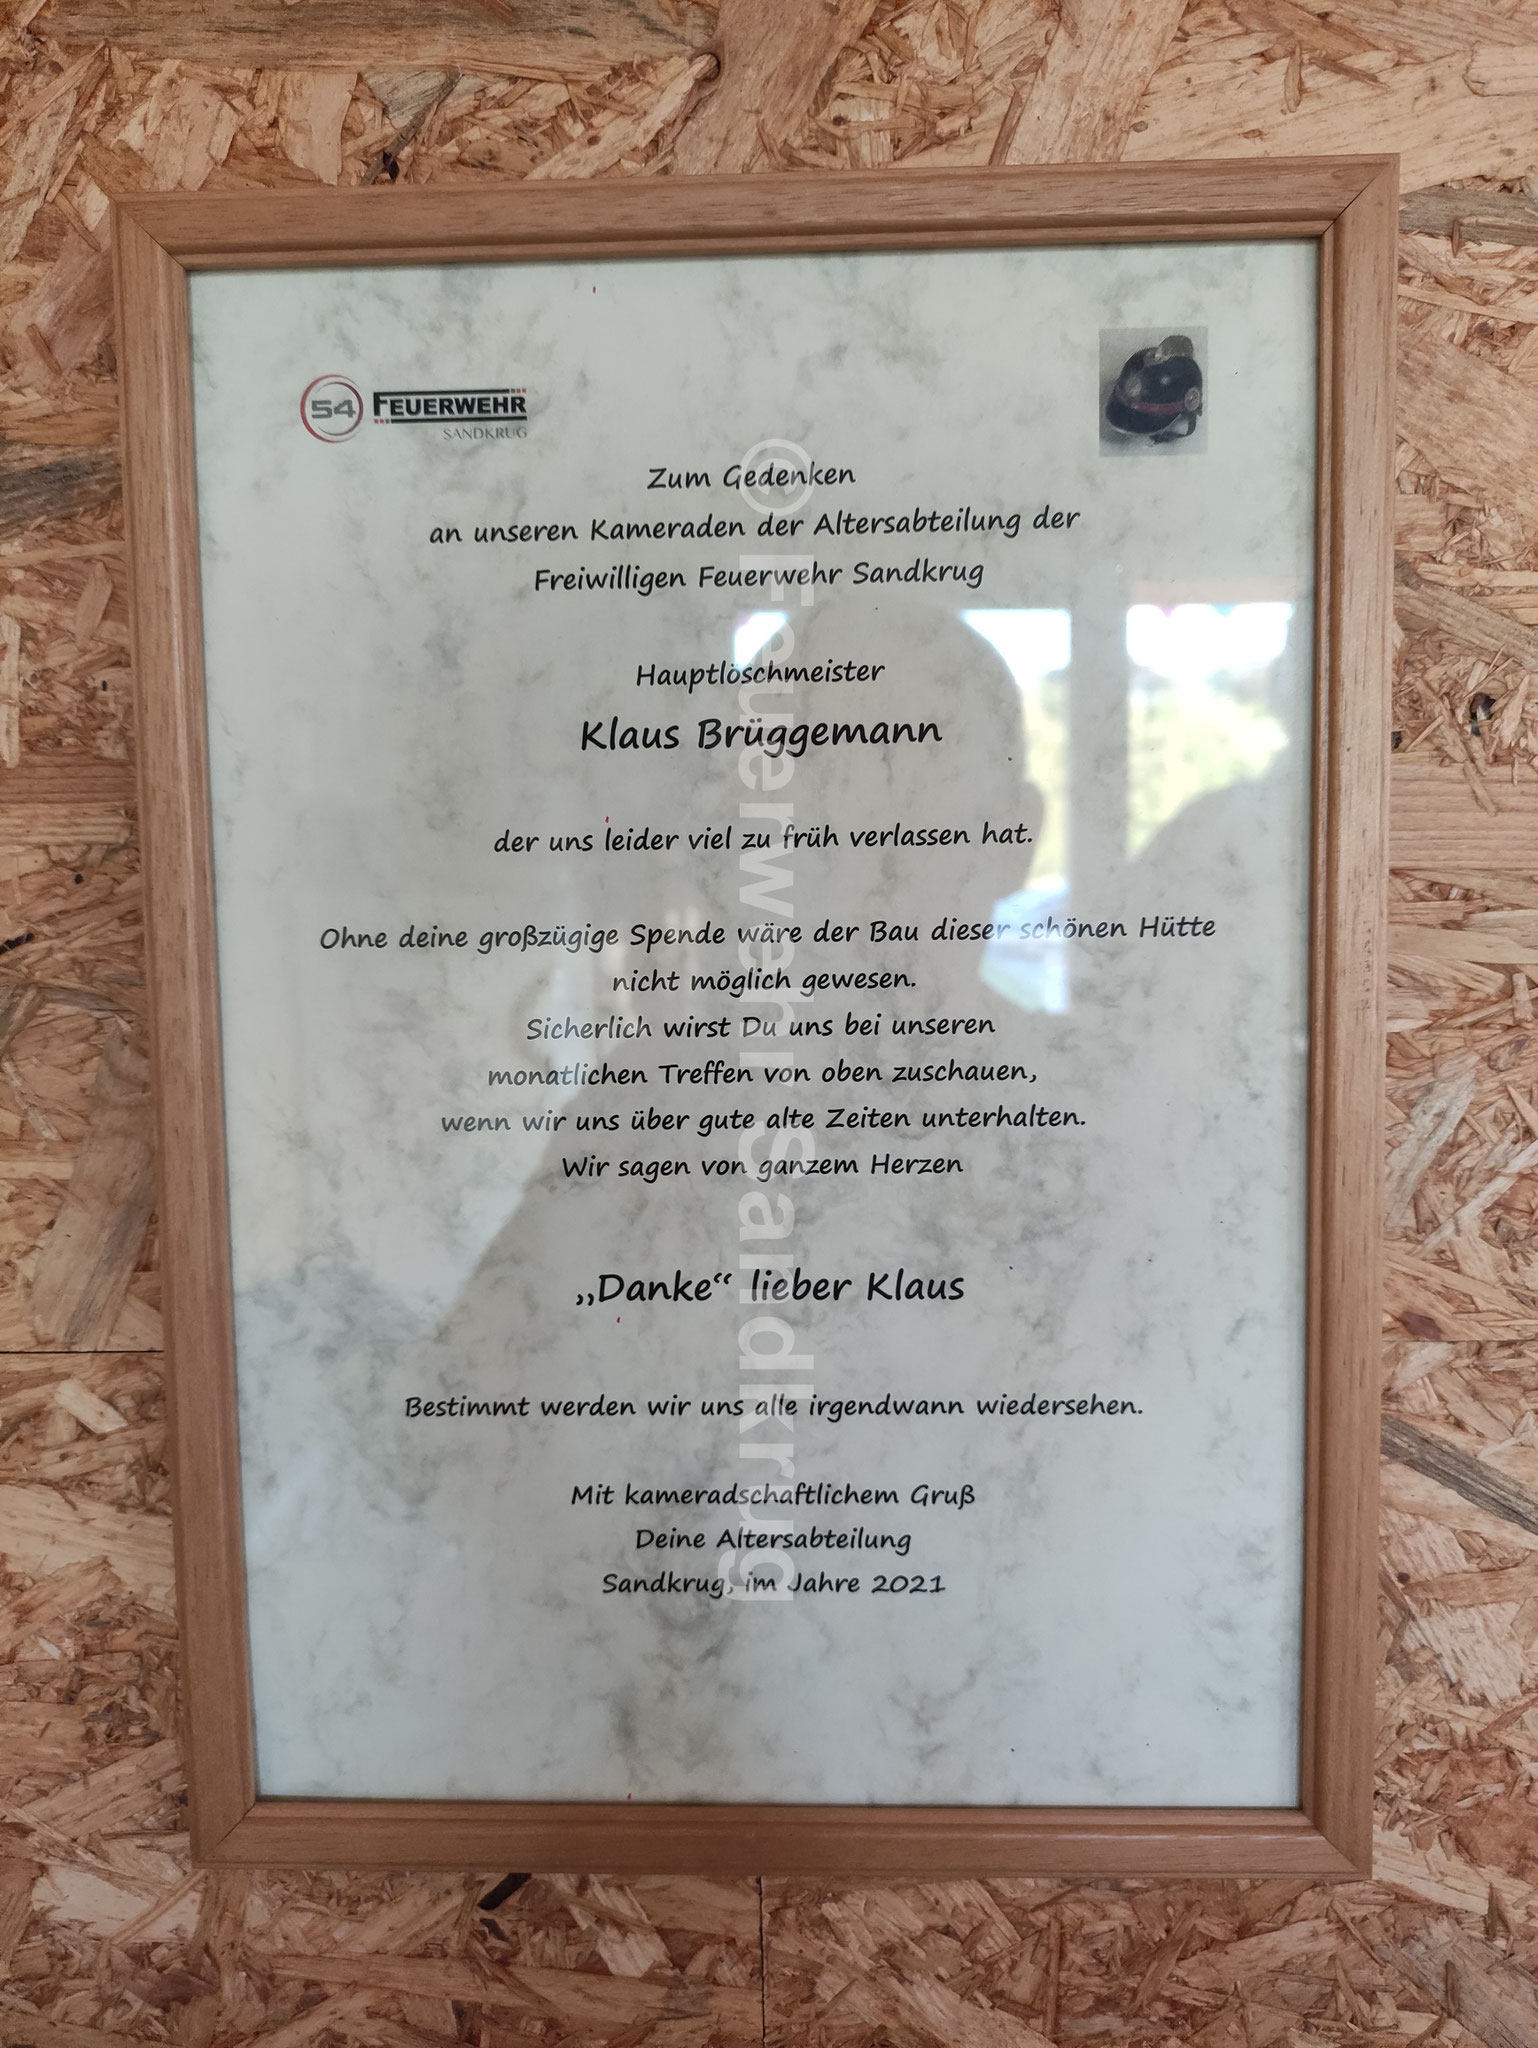 54 FEUERWEHR
SANDKRUG
Zum Gedenken
an unseren Kameraden der Altersabteilung der
Freiwilligen Feuerwehr Sandkrug
Hauptlöschmeister
Klaus Brüggemann
der uns leider viel zu früh verlassen hat.
Ohne deine großzügige Spende wäre der Bau dieser schönen Hütte
nicht möglich gewesen.
Sicherlich wirst Du uns bei unseren
monatlichen Treffen von oben zuschauen,
wenn wir uns über gute alte Zeiten unterhalten.
Wir sagen von ganzem Herzen
„Danke“ lieber Klaus
Bestimmt werden wir uns alle irgendwann wiedersehen.
Mit kameradschaftlichem Gruß
Deine Altersabteilung
Sandkrug, im Jahre 2021
© Feuerwehr Sandkrug